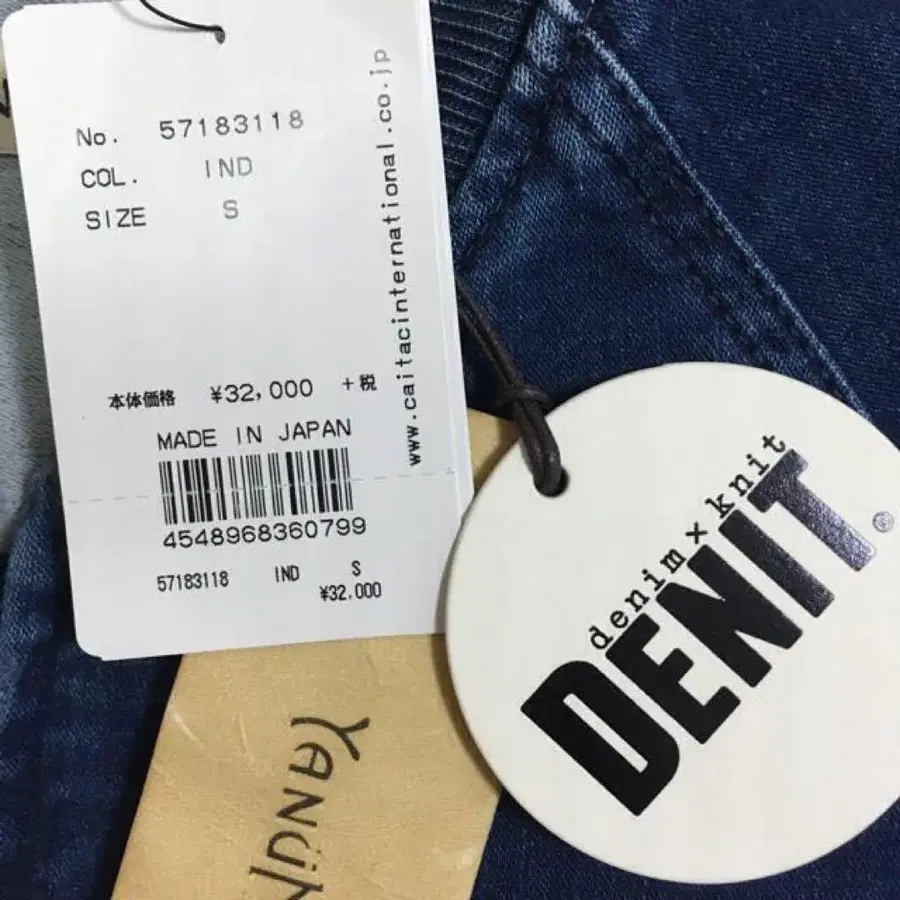 No. 57183118
COL. IND
SIZE S
本体価格 ¥32,000 +税
MADE IN JAPAN
4548968360799
57183118 IND S
¥32,000
www.caitacinternational.co.jp
denim×knit
DENIT®